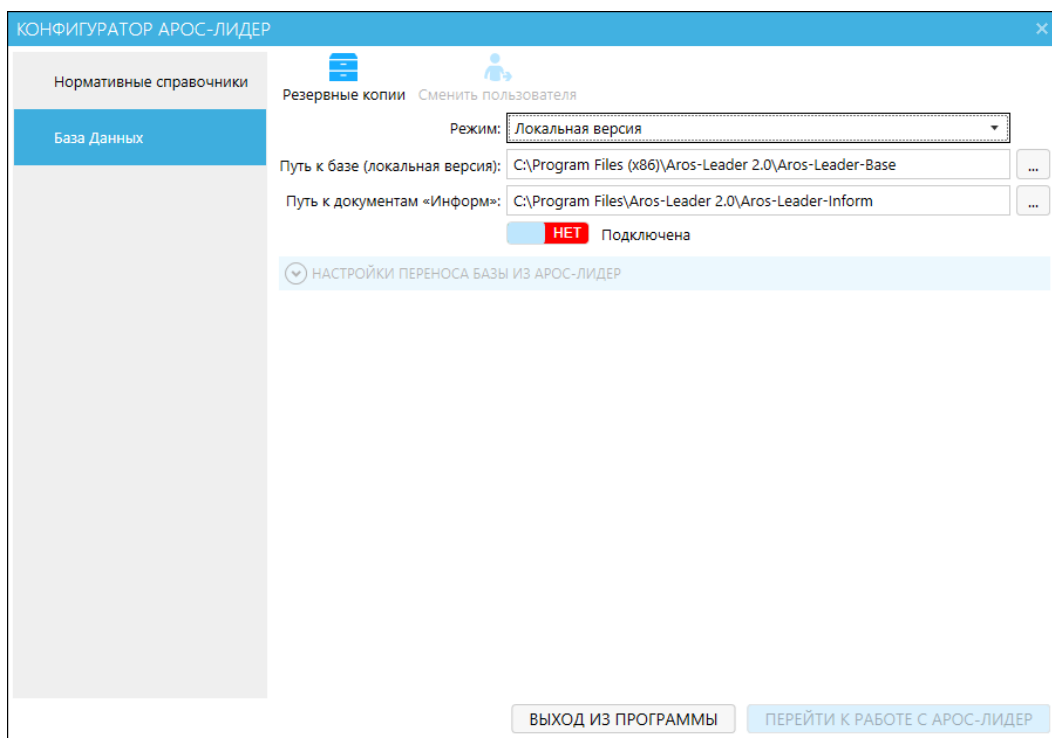 КОНФИГУРАТОР АРОС-ЛИДЕР
Нормативные справочники
База Данных
Резервные копии Сменить пользователя
Режим: Локальная версия
Путь к базе (локальная версия): C:\Program Files (x86)\Aros-Leader 2.0\Aros-Leader-Base ...
Путь к документам «Информ»: C:\Program Files\Aros-Leader 2.0\Aros-Leader-Inform ...
НЕТ Подключена
НАСТРОЙКИ ПЕРЕНОСА БАЗЫ ИЗ АРОС-ЛИДЕР
ВЫХОД ИЗ ПРОГРАММЫ ПЕРЕЙТИ К РАБОТЕ С АРОС-ЛИДЕР